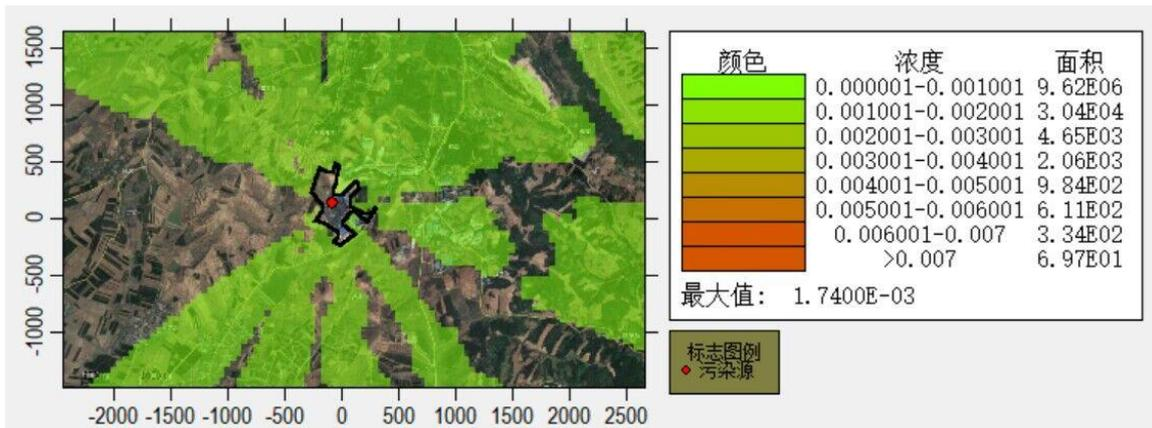 1500
1000
500
0
-500
-1000
-2000 -1500 -1000 -500 0 500 1000 1500 2000 2500
颜色 浓度 面积
0.000001-0.001001 9.62E06
0.001001-0.002001 3.04E04
0.002001-0.003001 4.65E03
0.003001-0.004001 2.06E03
0.004001-0.005001 9.84E02
0.005001-0.006001 6.11E02
0.006001-0.007 3.34E02
>0.007 6.97E01
最大值: 1.7400E-03
标志图例
污染源